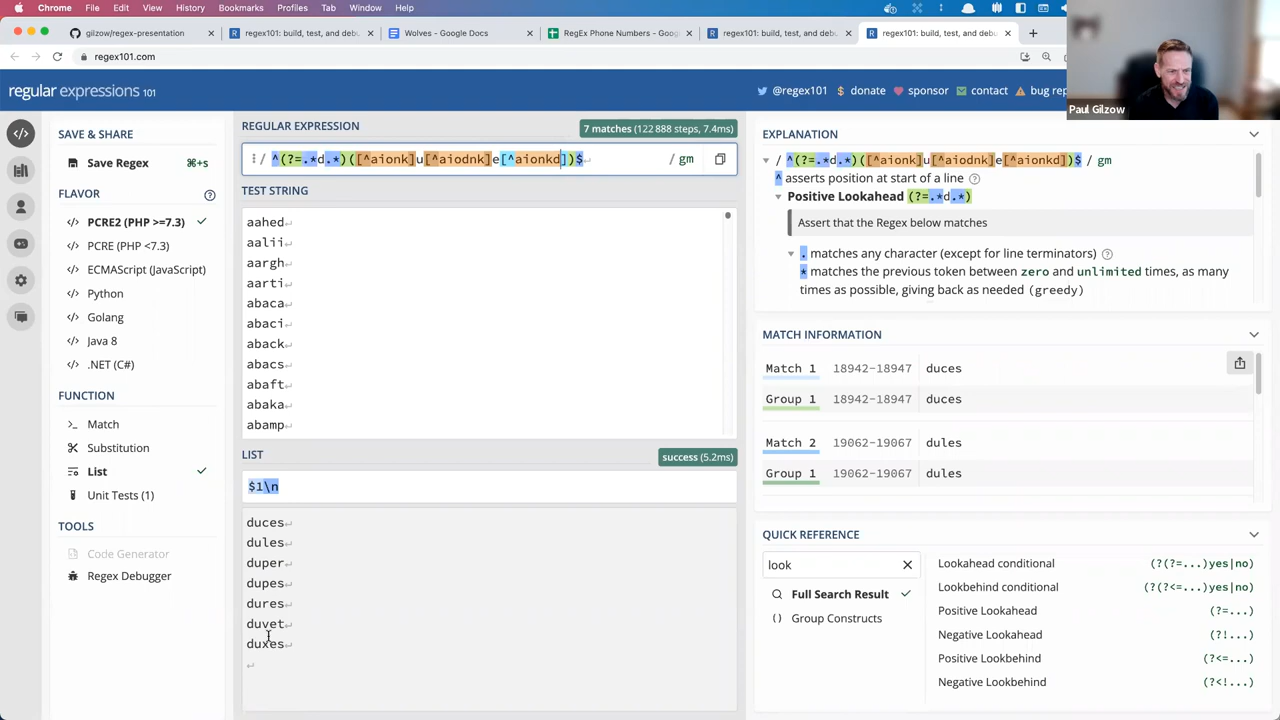 Chrome File Edit View History Bookmarks Profiles Tab Window Help
gilzow/regex-presentation
regex101: build, test, and debu
Wolves - Google Docs
RegEx Phone Numbers - Goog
regex101: build, test, and debu
regex101: build, test, and debu
regex101.com
regular expressions 101
@regex101 donate sponsor contact bug rep
Paul Gilzow
SAVE & SHARE
Save Regex ⌘+s
FLAVOR
PCRE2 (PHP >=7.3)
PCRE (PHP <7.3)
ECMAScript (JavaScript)
Python
Golang
Java 8
.NET (C#)
FUNCTION
Match
Substitution
List
Unit Tests (1)
TOOLS
Code Generator
Regex Debugger
REGULAR EXPRESSION
7 matches (122 888 steps, 7.4ms)
/ ^(?=.*d.*)([^aionk]u[^aiodnk]e[^aionkd])$ / gm
TEST STRING
aahed
aalii
aargh
aarti
abaca
abaci
aback
abacs
abaft
abaka
abamp
LIST
success (5.2ms)
$1\n
duces
dules
duper
dupes
dures
duvet
duxes
EXPLANATION
/ ^(?=.*d.*)([^aionk]u[^aiodnk]e[^aionkd])$ / gm
^ asserts position at start of a line
Positive Lookahead (?=.*d.*)
Assert that the Regex below matches
. matches any character (except for line terminators)
* matches the previous token between zero and unlimited times, as many
times as possible, giving back as needed (greedy)
MATCH INFORMATION
Match 1 18942-18947 duces
Group 1 18942-18947 duces
Match 2 19062-19067 dules
Group 1 19062-19067 dules
QUICK REFERENCE
look
Full Search Result
Group Constructs
Lookahead conditional (?(?=...)yes|no)
Lookbehind conditional (?(?<=...)yes|no)
Positive Lookahead (?=...)
Negative Lookahead (?!...)
Positive Lookbehind (?<=...)
Negative Lookbehind (?<!...)